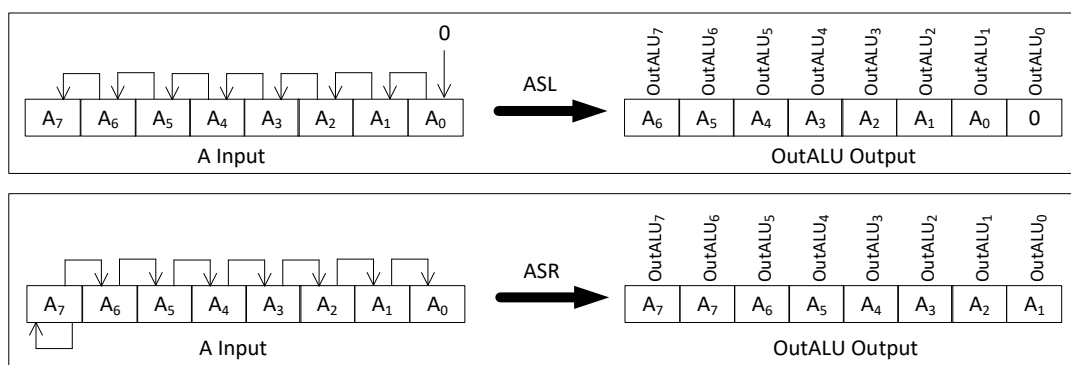 0
OutALU₇ OutALU₆ OutALU₅ OutALU₄ OutALU₃ OutALU₂ OutALU₁ OutALU₀
ASL
A₇ A₆ A₅ A₄ A₃ A₂ A₁ A₀
A₆ A₅ A₄ A₃ A₂ A₁ A₀ 0
A Input
OutALU Output
OutALU₇ OutALU₆ OutALU₅ OutALU₄ OutALU₃ OutALU₂ OutALU₁ OutALU₀
ASR
A₇ A₆ A₅ A₄ A₃ A₂ A₁ A₀
A₇ A₇ A₆ A₅ A₄ A₃ A₂ A₁
A Input
OutALU Output